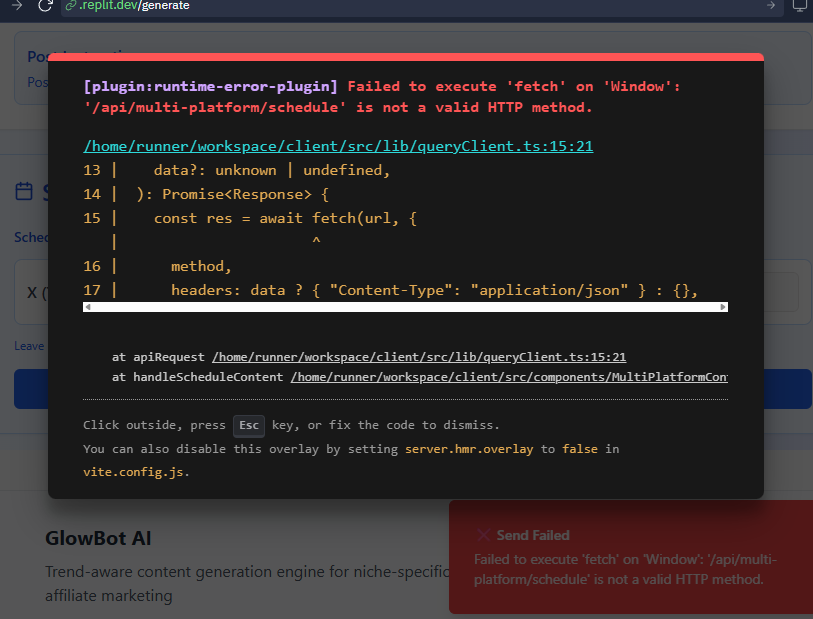 .replit.dev/generate
Pos
Pos
[plugin:runtime-error-plugin] Failed to execute 'fetch' on 'Window':
'/api/multi-platform/schedule' is not a valid HTTP method.
/home/runner/workspace/client/src/lib/queryClient.ts:15:21
13 |    data?: unknown | undefined,
14 |  ): Promise<Response> {
15 |    const res = await fetch(url, {
   |                      ^
16 |      method,
17 |      headers: data ? { "Content-Type": "application/json" } : {},
S
Sched
X (
Leave
at apiRequest /home/runner/workspace/client/src/lib/queryClient.ts:15:21
at handleScheduleContent /home/runner/workspace/client/src/components/MultiPlatformCon
Click outside, press Esc key, or fix the code to dismiss.
You can also disable this overlay by setting server.hmr.overlay to false in
vite.config.js.
GlowBot AI
Trend-aware content generation engine for niche-specific
affiliate marketing
Send Failed
Failed to execute 'fetch' on 'Window': '/api/multi-
platform/schedule' is not a valid HTTP method.